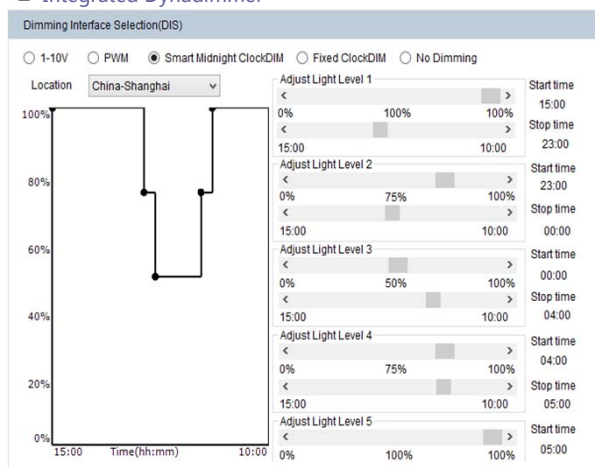 Integrated Dynadimmer
Dimming Interface Selection(DIS)
1-10V PWM Smart Midnight ClockDIM Fixed ClockDIM No Dimming
Location China-Shanghai
100%
80%
60%
40%
20%
0%
15:00 Time(hh:mm) 10:00
Adjust Light Level 1
0% 100% 100%
15:00 10:00
Start time
15:00
Stop time
23:00
Adjust Light Level 2
0% 75% 100%
15:00 10:00
Start time
23:00
Stop time
00:00
Adjust Light Level 3
0% 50% 100%
15:00 10:00
Start time
00:00
Stop time
04:00
Adjust Light Level 4
0% 75% 100%
15:00 10:00
Start time
04:00
Stop time
05:00
Adjust Light Level 5
0% 100% 100%
Start time
05:00